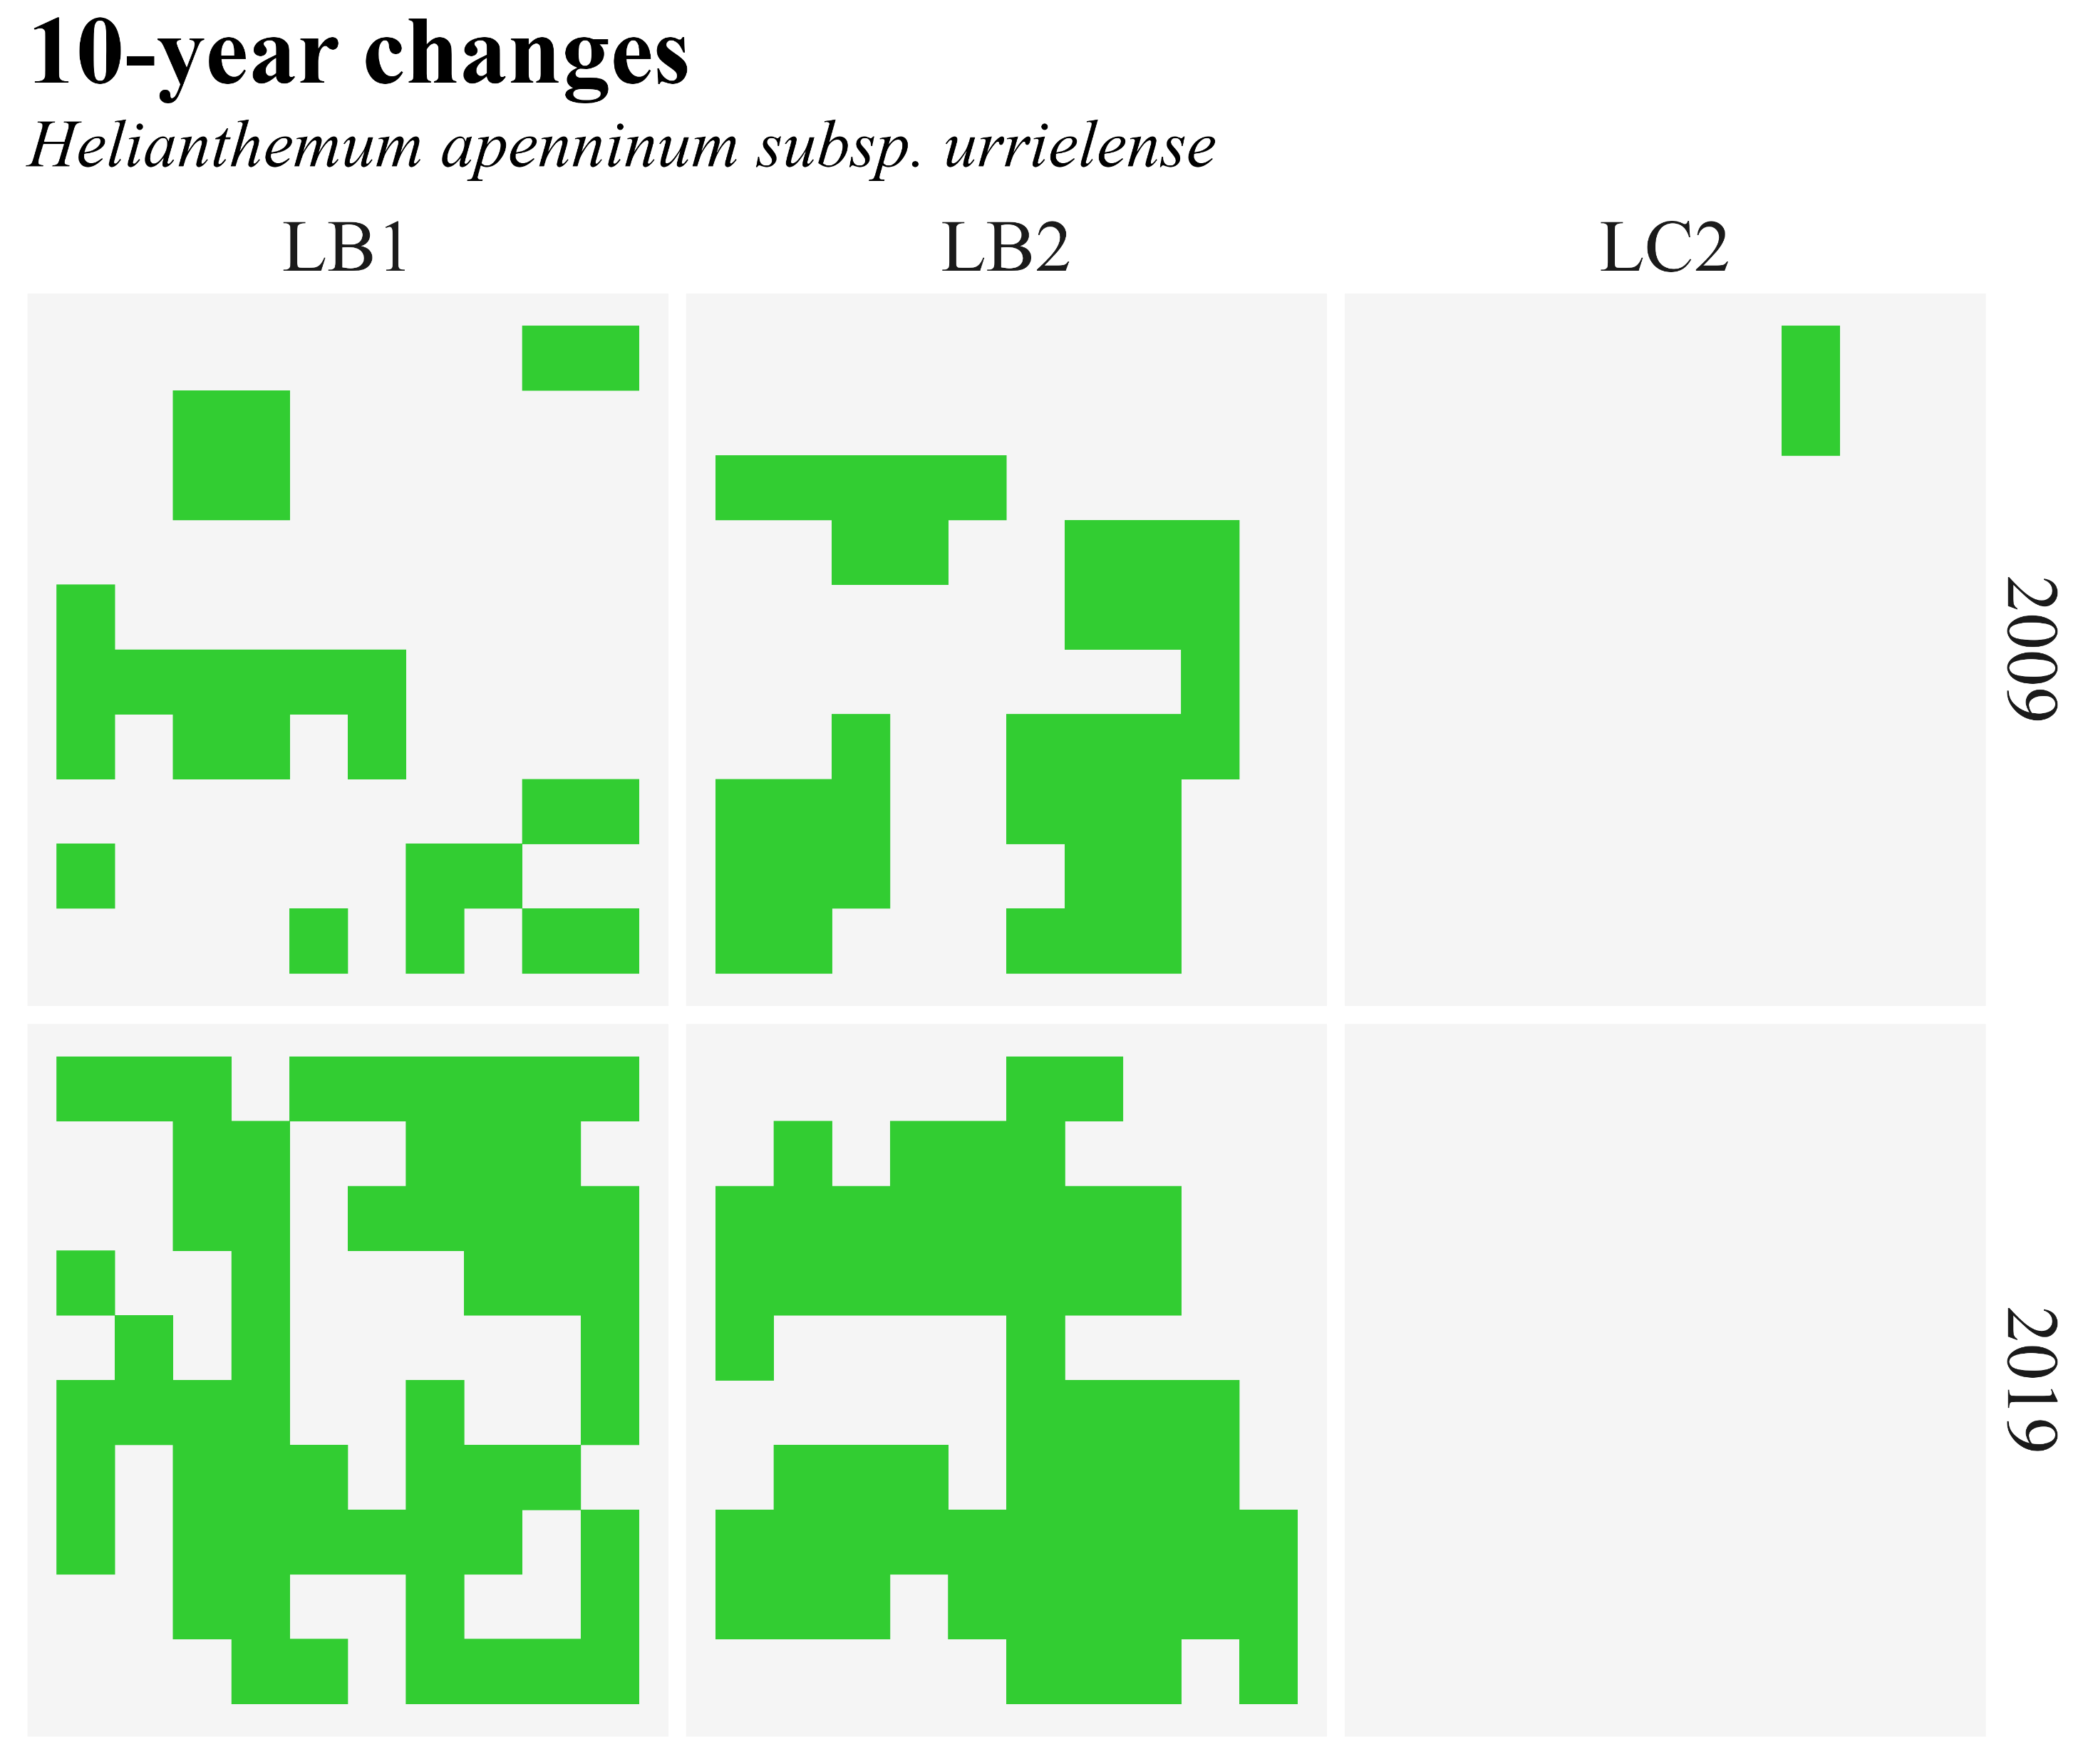 10-year changes
Helianthemum apenninum subsp. urrielense
LB1 LB2 LC2
2009
2019